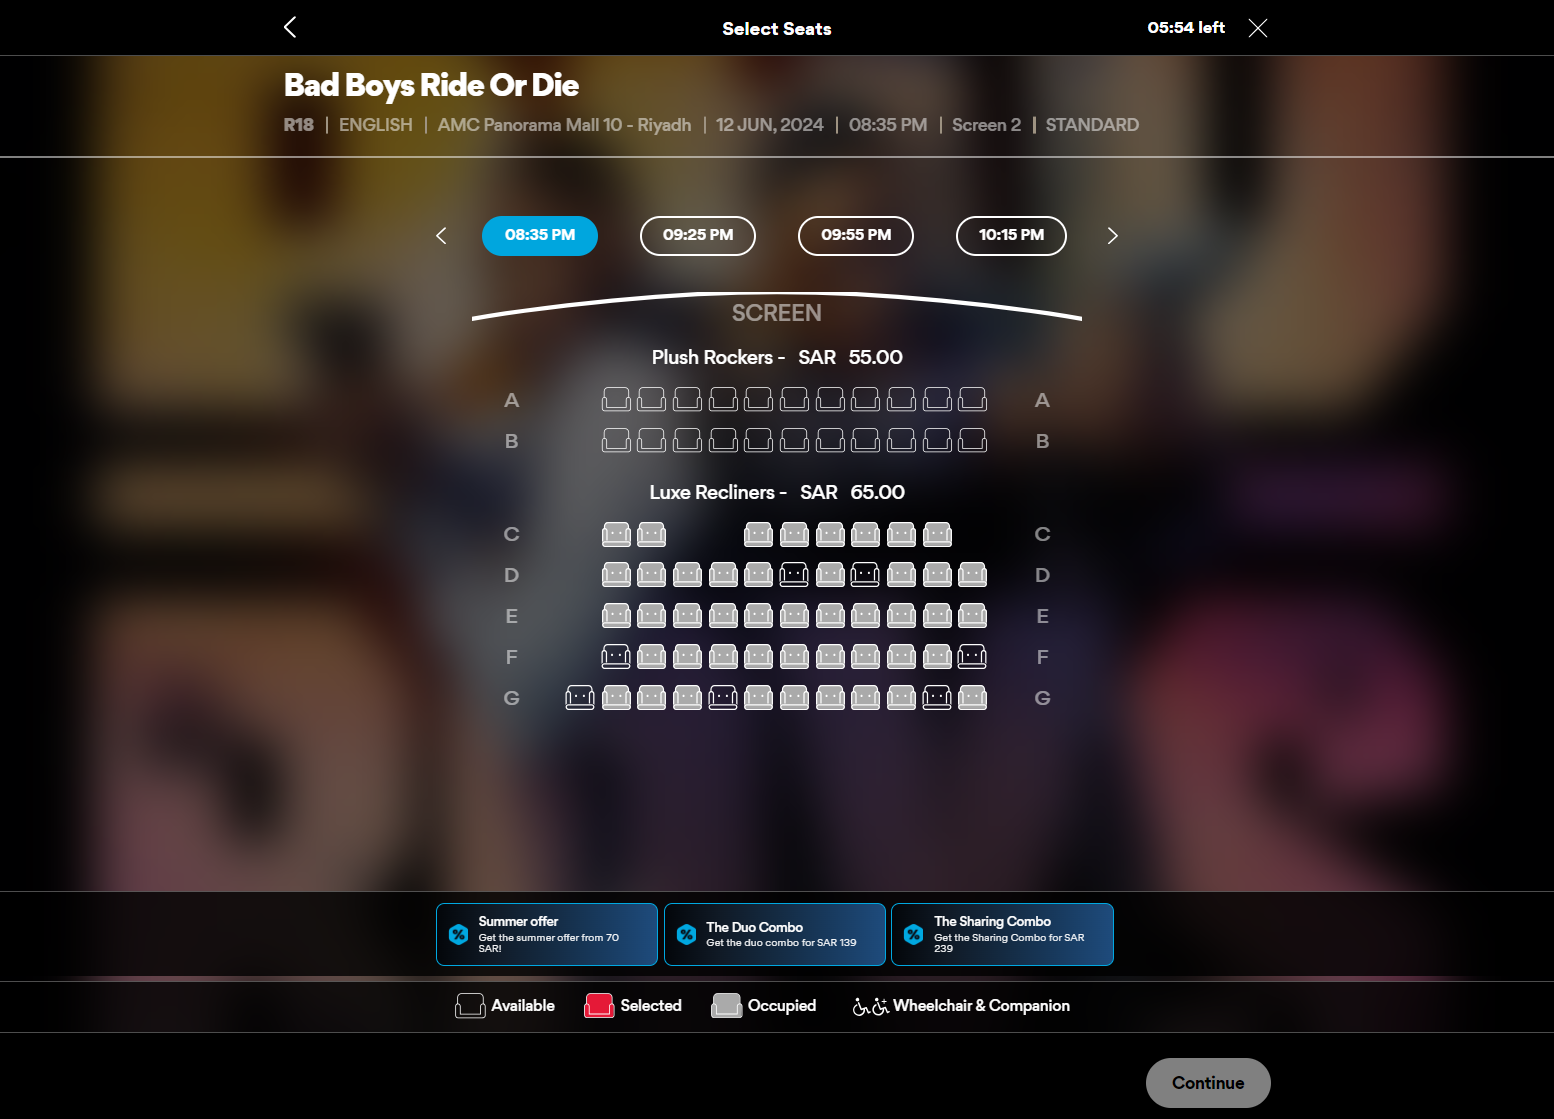 Select Seats
05:54 left
Bad Boys Ride Or Die
R18 | ENGLISH | AMC Panorama Mall 10 - Riyadh | 12 JUN, 2024 | 08:35 PM | Screen 2 | STANDARD
08:35 PM
09:25 PM
09:55 PM
10:15 PM
SCREEN
Plush Rockers - SAR 55.00
A A
B B
Luxe Recliners - SAR 65.00
C C
D D
E E
F F
G G
Summer offer
Get the summer offer from 70
SAR!
The Duo Combo
Get the duo combo for SAR 139
The Sharing Combo
Get the Sharing Combo for SAR
239
Available
Selected
Occupied
Wheelchair & Companion
Continue